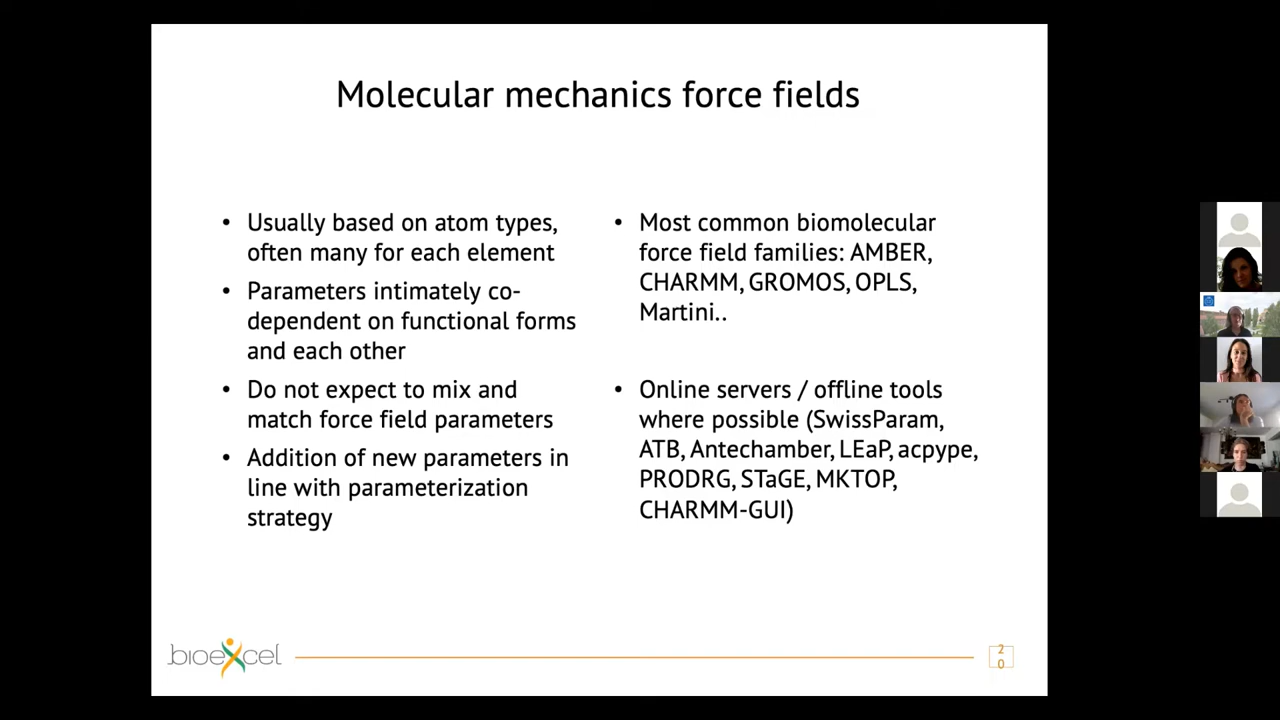 Molecular mechanics force fields
• Usually based on atom types,
often many for each element
• Parameters intimately co-
dependent on functional forms
and each other
• Do not expect to mix and
match force field parameters
• Addition of new parameters in
line with parameterization
strategy
• Most common biomolecular
force field families: AMBER,
CHARMM, GROMOS, OPLS,
Martini..
• Online servers / offline tools
where possible (SwissParam,
ATB, Antechamber, LEaP, acpype,
PRODRG, STaGE, MKTOP,
CHARMM-GUI)
bioexcel
2
0